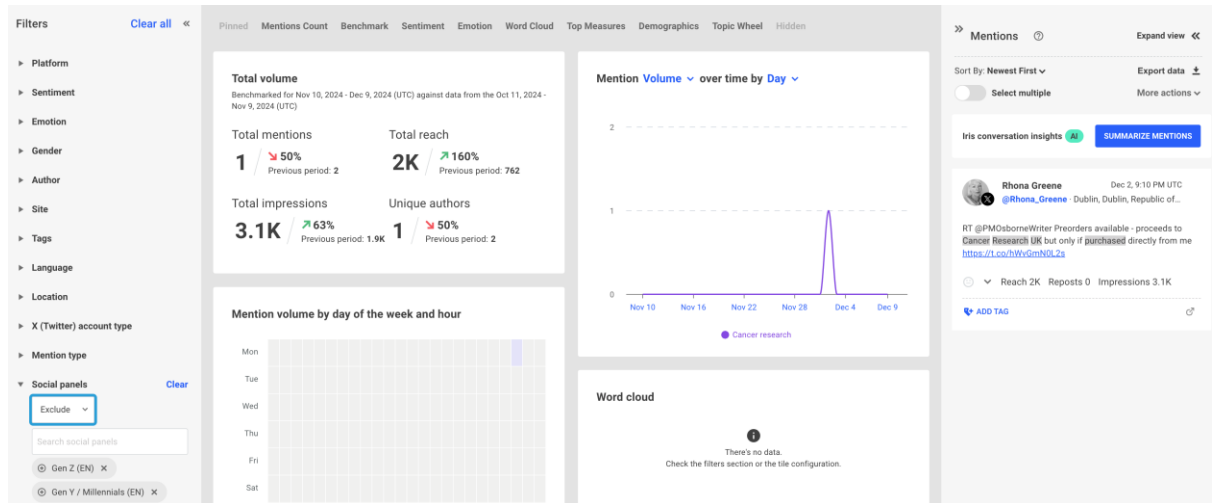 Filters
Clear all «
Platform
Sentiment
Emotion
Gender
Author
Site
Tags
Language
Location
X (Twitter) account type
Mention type
Social panels
Clear
Exclude
Search social panels
Gen Z (EN) ×
Gen Y / Millennials (EN) ×
Pinned Mentions Count Benchmark Sentiment Emotion Word Cloud Top Measures Demographics Topic Wheel Hidden
Total volume
Benchmarked for Nov 10, 2024 - Dec 9, 2024 (UTC) against data from the Oct 11, 2024 -
Nov 9, 2024 (UTC)
Total mentions
1
50%
Previous period: 2
Total reach
2K
160%
Previous period: 762
Total impressions
3.1K
63%
Previous period: 1.9K
Unique authors
1
50%
Previous period: 2
Mention volume by day of the week and hour
Mon
Tue
Wed
Thu
Fri
Sat
Mention Volume over time by Day
2
1
0
Nov 10 Nov 16 Nov 22 Nov 28 Dec 4 Dec 9
Cancer research
Word cloud
There's no data.
Check the filters section or the tile configuration.
» Mentions
Expand view «
Sort By: Newest First
Export data
Select multiple
More actions
Iris conversation insights AI
SUMMARIZE MENTIONS
Rhona Greene
Dec 2, 9:10 PM UTC
@Rhona_Greene · Dublin, Dublin, Republic of...
RT @PMOsborneWriter Preorders available - proceeds to
Cancer Research UK but only if purchased directly from me
https://t.co/hWvGmN0L2s
Reach 2K Reposts 0 Impressions 3.1K
ADD TAG